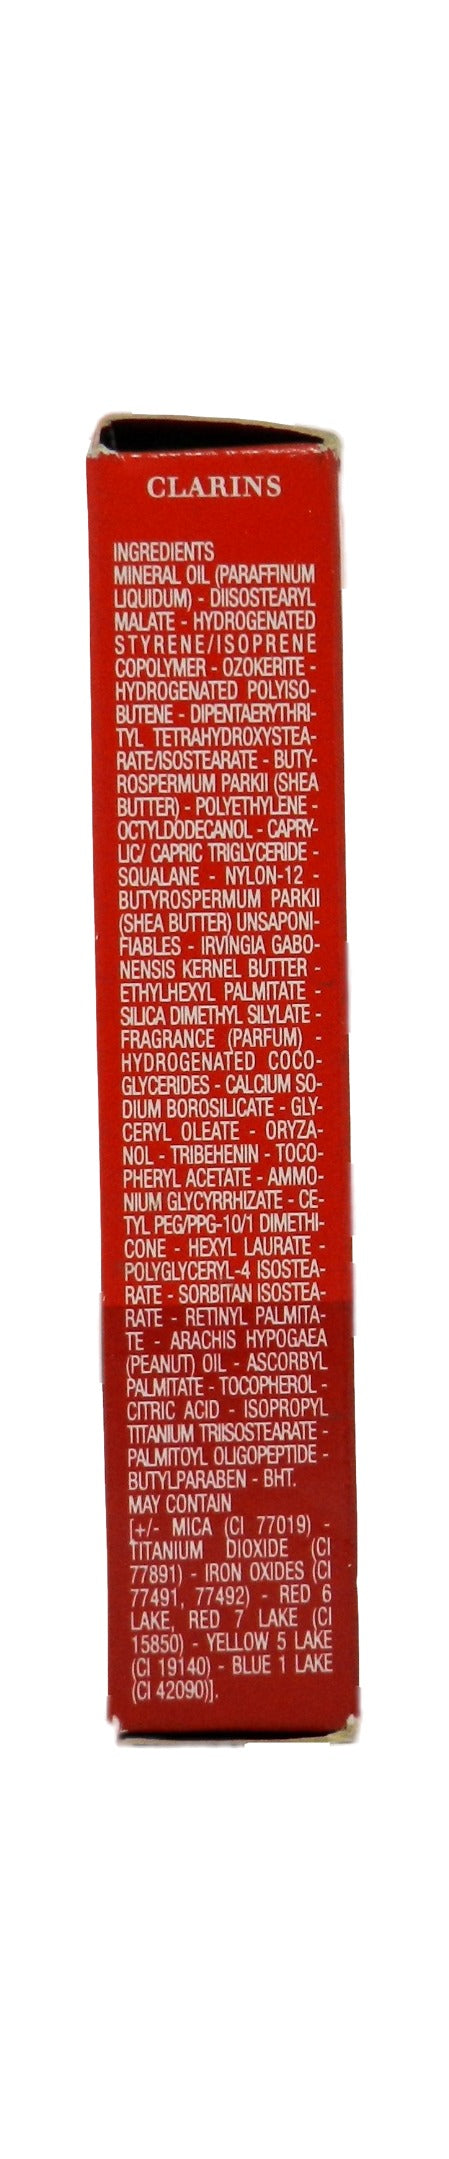 CLARINS
INGREDIENTS
MINERAL OIL (PARAFFINUM
LIQUIDUM) - DIISOSTEARYL
MALATE - HYDROGENATED
STYRENE/ISOPRENE
COPOLYMER - OZOKERITE -
HYDROGENATED POLYISO-
BUTENE - DIPENTAERYTHRI-
TYL TETRAHYDROXYSTEA-
RATE/ISOSTEARATE - BUTY-
ROSPERMUM PARKII (SHEA
BUTTER) - POLYETHYLENE -
OCTYLDODECANOL - CAPRY-
LIC/ CAPRIC TRIGLYCERIDE -
SQUALANE - NYLON-12 -
BUTYROSPERMUM PARKII
(SHEA BUTTER) UNSAPONI-
FIABLES - IRVINGIA GABO-
NENSIS KERNEL BUTTER -
ETHYLHEXYL PALMITATE -
SILICA DIMETHYL SILYLATE -
FRAGRANCE (PARFUM) -
HYDROGENATED COCO-
GLYCERIDES - CALCIUM SO-
DIUM BOROSILICATE - GLY-
CERYL OLEATE - ORYZA-
NOL - TRIBEHENIN - TOCO-
PHERYL ACETATE - AMMO-
NIUM GLYCYRRHIZATE - CE-
TYL PEG/PPG-10/1 DIMETHI-
CONE - HEXYL LAURATE -
POLYGLYCERYL-4 ISOSTEA-
RATE - SORBITAN ISOSTEA-
RATE - RETINYL PALMITA-
TE - ARACHIS HYPOGAEA
(PEANUT) OIL - ASCORBYL
PALMITATE - TOCOPHEROL -
CITRIC ACID - ISOPROPYL
TITANIUM TRIISOSTEARATE -
PALMITOYL OLIGOPEPTIDE -
BUTYLPARABEN - BHT.
MAY CONTAIN
[+/- MICA (CI 77019) -
TITANIUM DIOXIDE (CI
77891) - IRON OXIDES (CI
77491, 77492) - RED 6
LAKE, RED 7 LAKE (CI
15850) - YELLOW 5 LAKE
(CI 19140) - BLUE 1 LAKE
(CI 42090)].